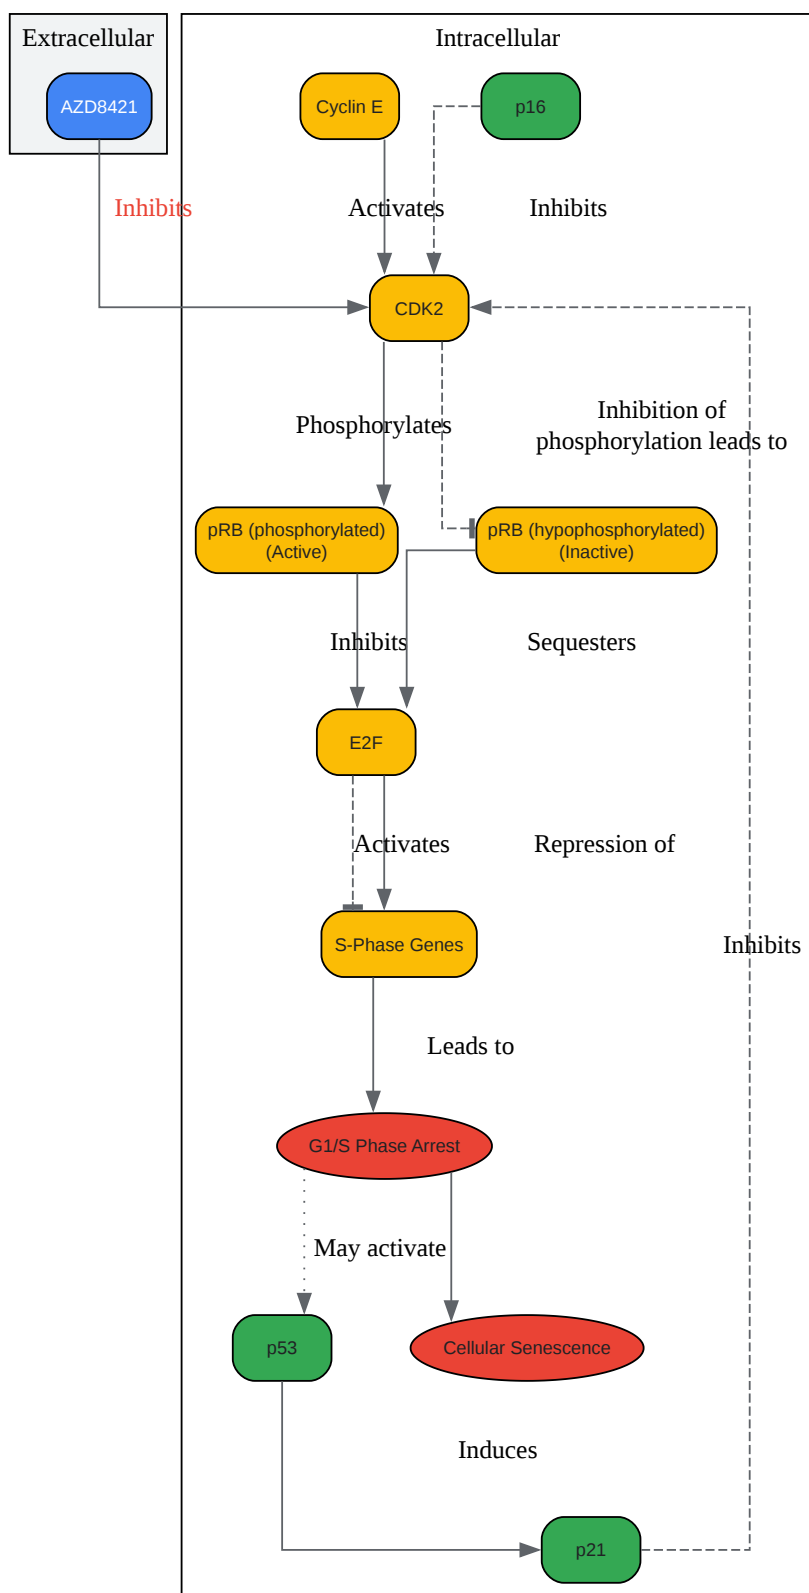 Extracellular
Intracellular
AZD8421
Cyclin E
p16
Inhibits
Activates
Inhibits
CDK2
Phosphorylates
Inhibition of
phosphorylation leads to
pRB (phosphorylated)
(Active)
pRB (hypophosphorylated)
(Inactive)
Inhibits
Sequesters
E2F
Activates
Repression of
S-Phase Genes
Inhibits
Leads to
G1/S Phase Arrest
May activate
p53
Cellular Senescence
Induces
p21